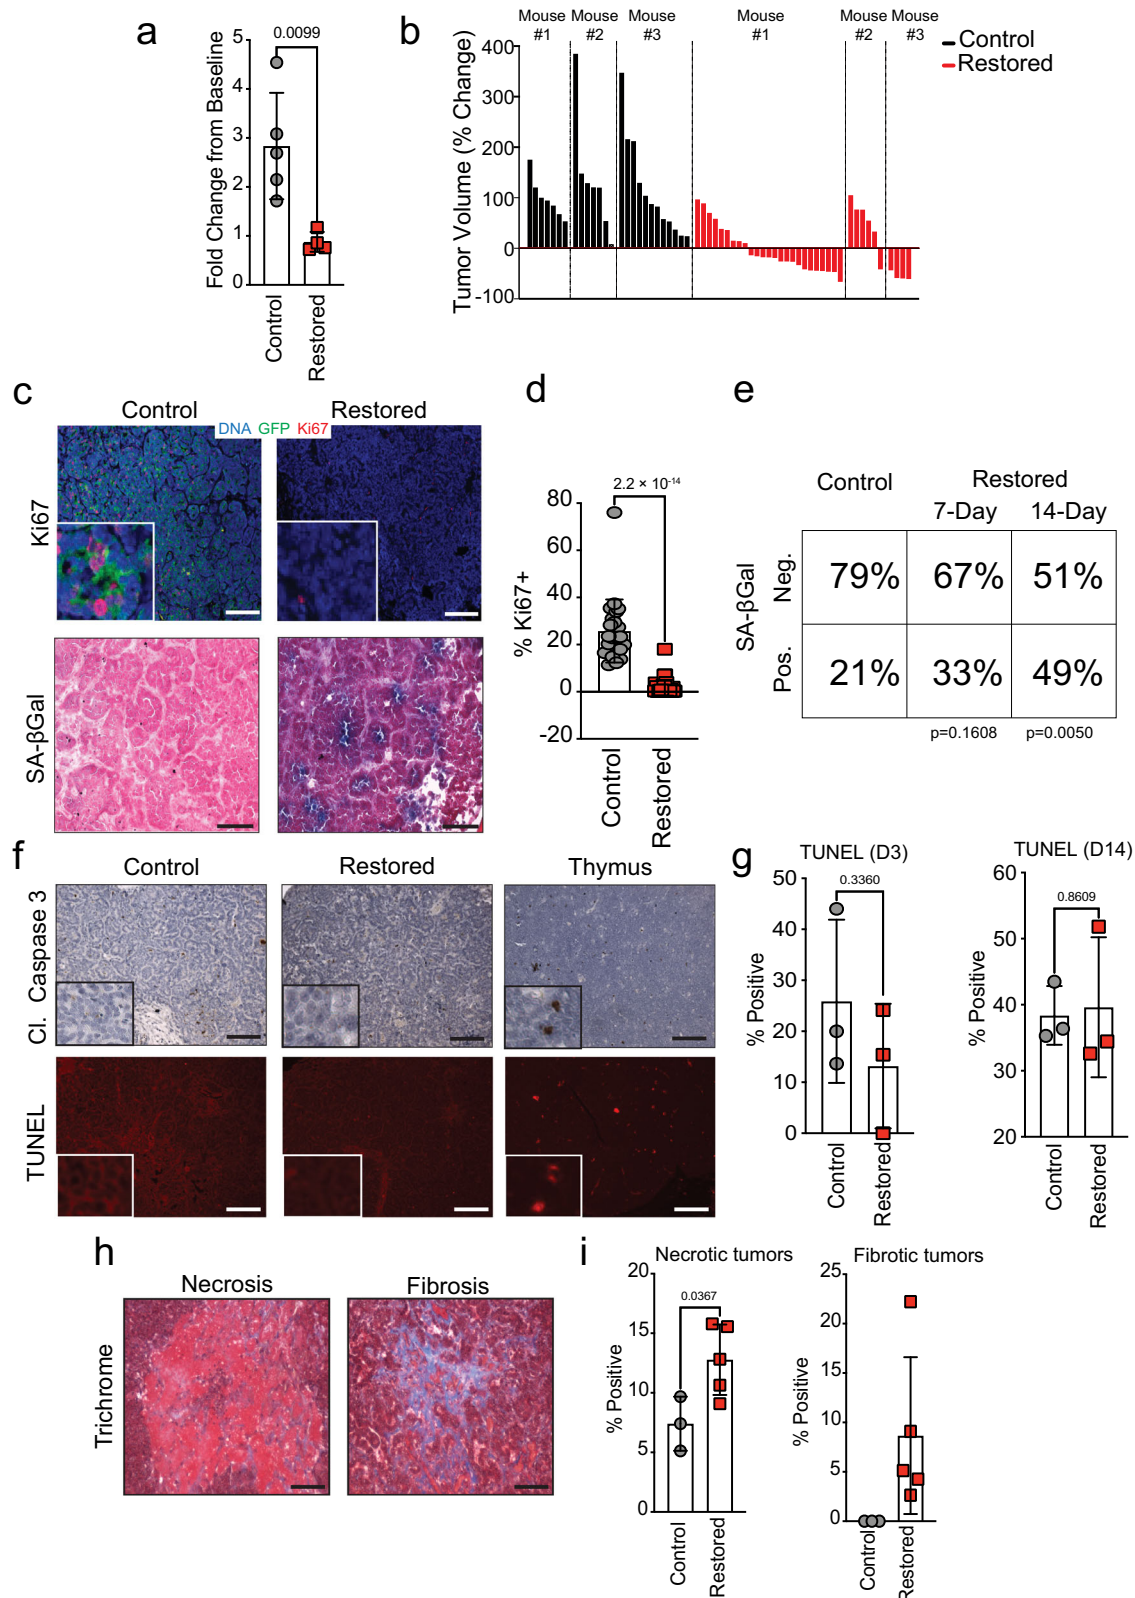 a
0.0099
Fold Change from Baseline
5
4
3
2
1
0
Control
Restored
b
Mouse #1
Mouse #2
Mouse #3
Mouse #1
Mouse #2
Mouse #3
Control
Restored
Tumor Volume (% Change)
400
300
200
100
0
-100
c
Control
Restored
DNA GFP Ki67
Ki67
SA-βGal
d
2.2 × 10⁻¹⁴
% Ki67+
80
60
40
20
0
-20
Control
Restored
e
Control
Restored
7-Day
14-Day
SA-βGal
Neg.
79%
67%
51%
Pos.
21%
33%
49%
p=0.1608
p=0.0050
f
Control
Restored
Thymus
Cl. Caspase 3
TUNEL
g
TUNEL (D3)
0.3360
% Positive
50
40
30
20
10
0
Control
Restored
TUNEL (D14)
0.8609
% Positive
60
50
40
30
20
Control
Restored
h
Necrosis
Fibrosis
Trichrome
i
Necrotic tumors
0.0367
% Positive
20
15
10
5
0
Control
Restored
Fibrotic tumors
% Positive
25
20
15
10
5
0
Control
Restored